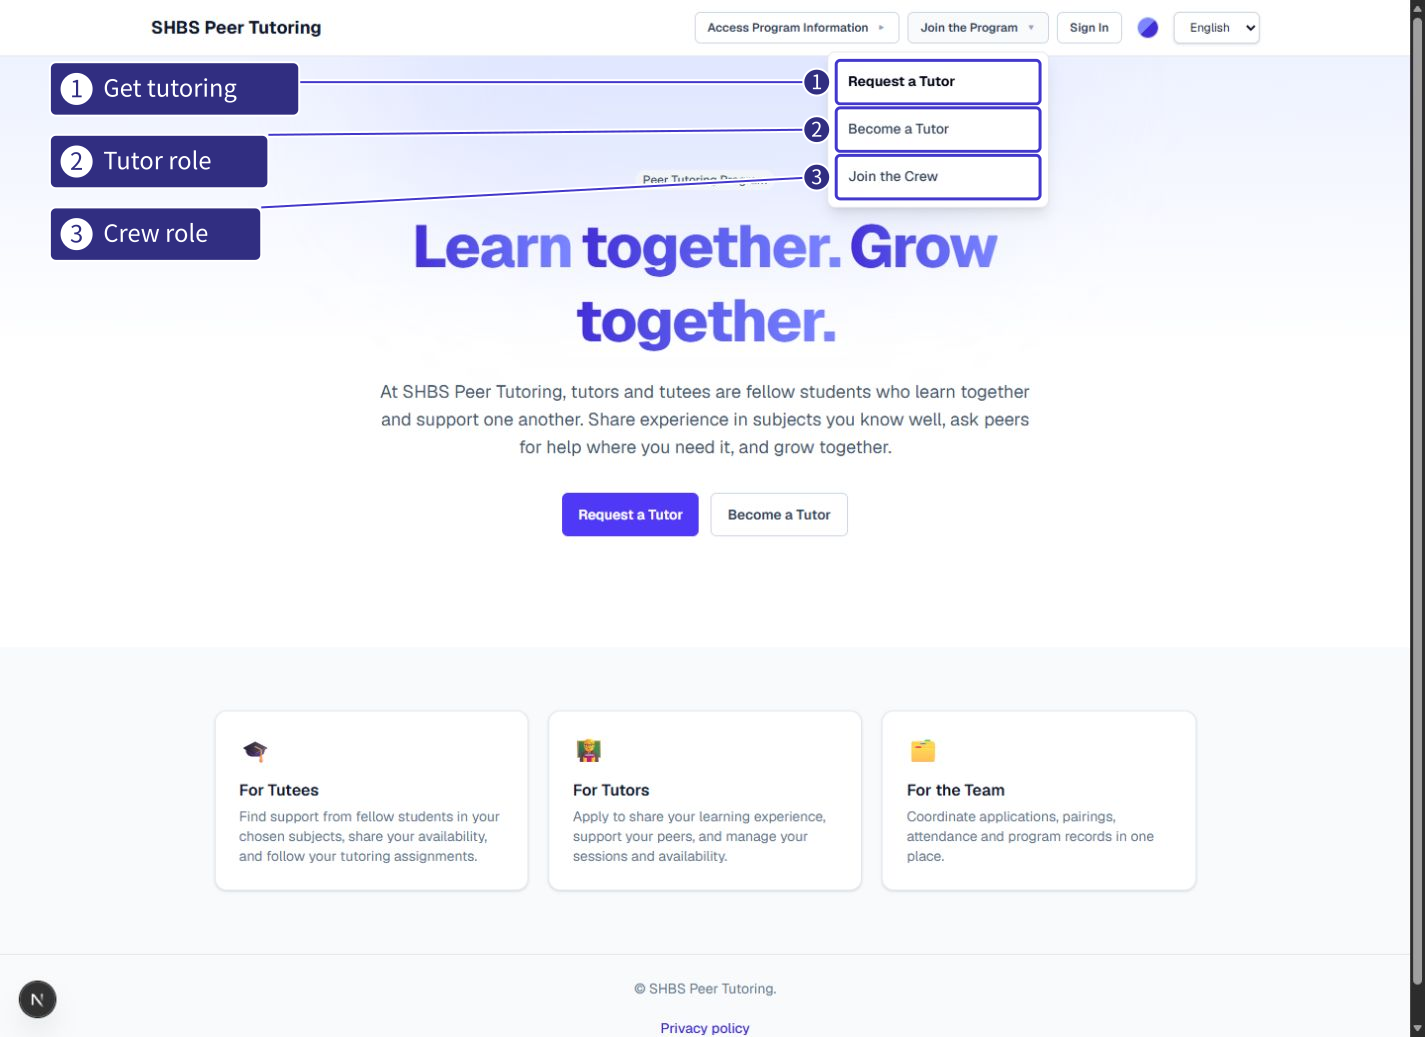 SHBS Peer Tutoring
Access Program Information
Join the Program
Sign In
English
1 Get tutoring
2 Tutor role
3 Crew role
1 Request a Tutor
2 Become a Tutor
3 Join the Crew
Peer Tutoring Program
Learn together. Grow
together.
At SHBS Peer Tutoring, tutors and tutees are fellow students who learn together
and support one another. Share experience in subjects you know well, ask peers
for help where you need it, and grow together.
Request a Tutor
Become a Tutor
For Tutees
Find support from fellow students in your
chosen subjects, share your availability,
and follow your tutoring assignments.
For Tutors
Apply to share your learning experience,
support your peers, and manage your
sessions and availability.
For the Team
Coordinate applications, pairings,
attendance and program records in one
place.
© SHBS Peer Tutoring.
Privacy policy
N